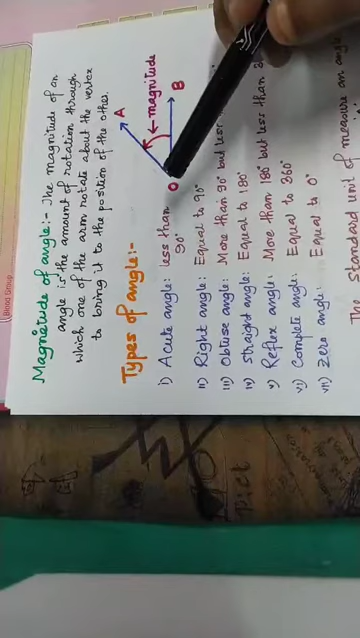 Magnitude of angle:- The magnitude of an
angle is the amount of rotation through
which one of the arm rotate about the vertex
to bring it to the position of the other.
A
magnitude
B
O
Types of angle:-
i) Acute angle: less than
90°
ii) Right angle: Equal to 90°
iii) Obtuse angle: More than 90° but less
iv) Straight angle: Equal to 180°
v) Reflex angle: More than 180° but less than
vi) Complete angle: Equal to 360°
vii) Zero angle: Equal to 0°
standard unit of measure an angle
Blood Group